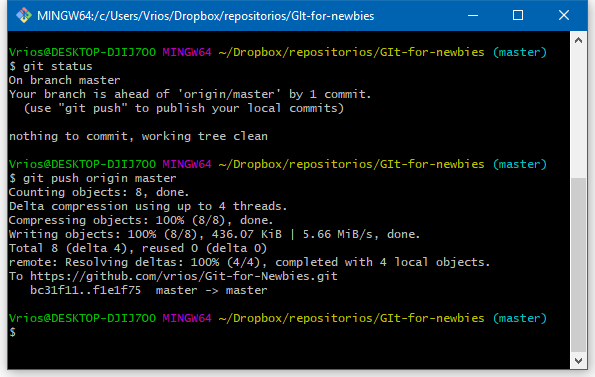 MINGW64:/c/Users/Vrios/Dropbox/repositorios/GIt-for-newbies
Vrios@DESKTOP-DJIJ7OO MINGW64 ~/Dropbox/repositorios/GIt-for-newbies (master)
$ git status
On branch master
Your branch is ahead of 'origin/master' by 1 commit.
(use "git push" to publish your local commits)
nothing to commit, working tree clean
Vrios@DESKTOP-DJIJ7OO MINGW64 ~/Dropbox/repositorios/GIt-for-newbies (master)
$ git push origin master
Counting objects: 8, done.
Delta compression using up to 4 threads.
Compressing objects: 100% (8/8), done.
Writing objects: 100% (8/8), 436.07 KiB | 5.66 MiB/s, done.
Total 8 (delta 4), reused 0 (delta 0)
remote: Resolving deltas: 100% (4/4), completed with 4 local objects.
To https://github.com/vrios/Git-for-Newbies.git
bc31f11..f1e1f75  master -> master
Vrios@DESKTOP-DJIJ7OO MINGW64 ~/Dropbox/repositorios/GIt-for-newbies (master)
$